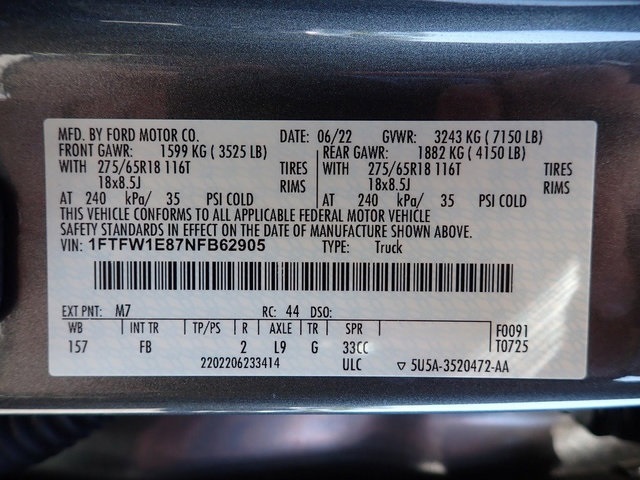 MFD. BY FORD MOTOR CO. DATE: 06/22 GVWR: 3243 KG ( 7150 LB)
FRONT GAWR: 1599 KG ( 3525 LB) REAR GAWR: 1882 KG ( 4150 LB)
WITH 275/65R18 116T TIRES WITH 275/65R18 116T TIRES
18x8.5J RIMS 18x8.5J RIMS
AT 240 kPa/ 35 PSI COLD AT 240 kPa/ 35 PSI COLD
THIS VEHICLE CONFORMS TO ALL APPLICABLE FEDERAL MOTOR VEHICLE
SAFETY STANDARDS IN EFFECT ON THE DATE OF MANUFACTURE SHOWN ABOVE.
VIN: 1FTFW1E87NFB62905 TYPE: Truck
EXT PNT: M7 RC: 44 DSO:
WB INT TR TP/PS R AXLE TR SPR F0091
157 FB 2 L9 G 33CC T0725
2202206233414 ULC ▽ 5U5A-3520472-AA